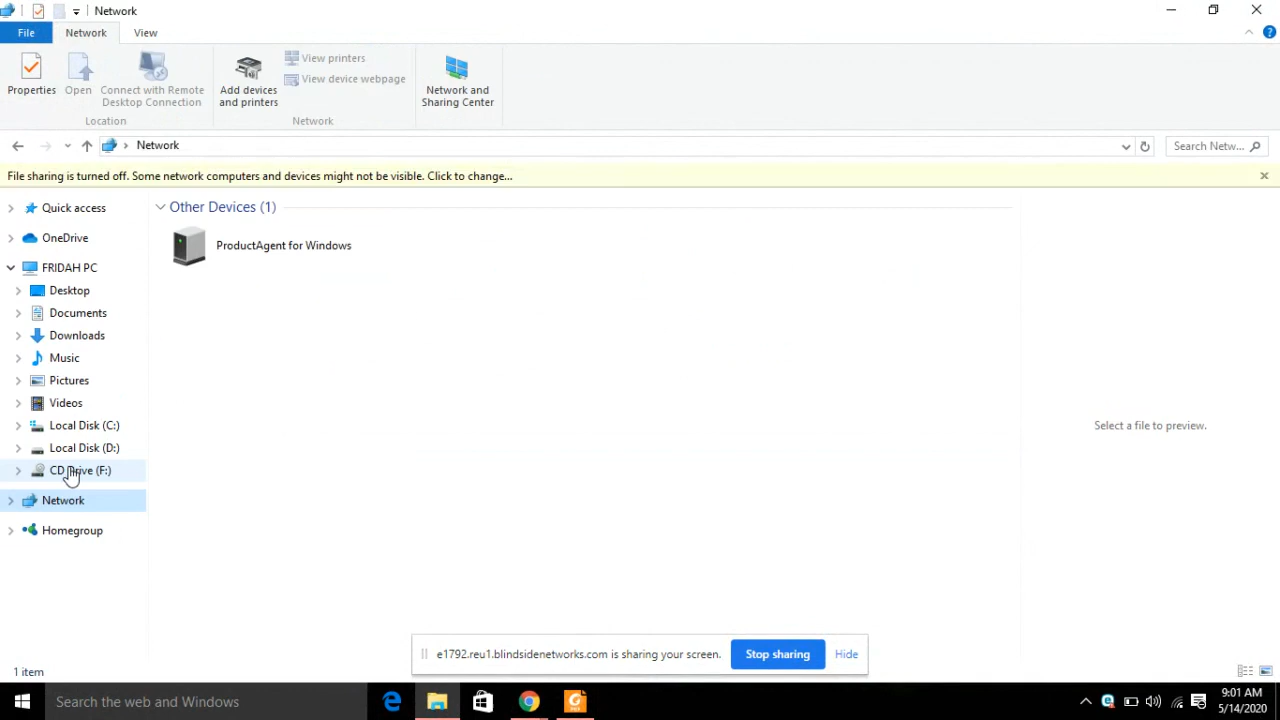 Network
File
Network
View
Properties
Open
Connect with Remote
Desktop Connection
Location
Add devices
and printers
View printers
View device webpage
Network
Network and
Sharing Center
Network
Search Netw...
File sharing is turned off. Some network computers and devices might not be visible. Click to change...
Quick access
OneDrive
FRIDAH PC
Desktop
Documents
Downloads
Music
Pictures
Videos
Local Disk (C:)
Local Disk (D:)
CD Drive (F:)
Network
Homegroup
Other Devices (1)
ProductAgent for Windows
Select a file to preview.
e1792.reu1.blindsidenetworks.com is sharing your screen.
Stop sharing
Hide
1 item
Search the web and Windows
9:01 AM
5/14/2020